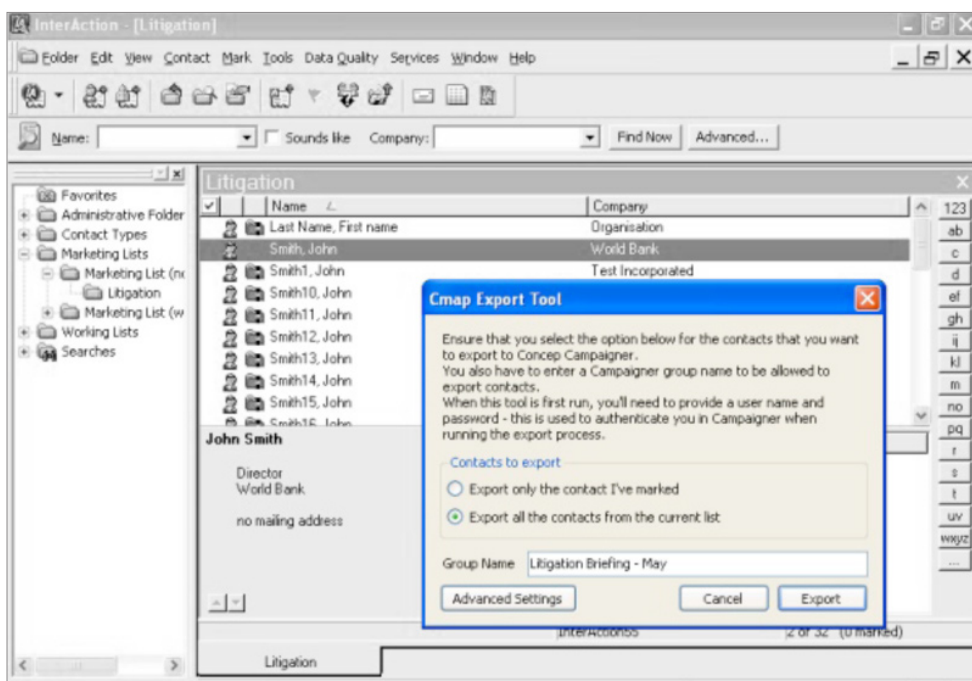 InterAction - [Litigation]
Folder Edit View Contact Mark Tools Data Quality Services Window Help
Name: Sounds like Company: Find Now Advanced...
Favorites
Administrative Folder
Contact Types
Marketing Lists
Marketing List (no
Litigation
Marketing List (w
Working Lists
Searches
Litigation
Name Company
Last Name, First name Organisation
Smith, John World Bank
Smith1, John Test Incorporated
Smith10, John
Smith11, John
Smith12, John
Smith13, John
Smith14, John
Smith15, John
Smith16, John
123
ab
c
d
ef
gh
ij
kl
m
no
pq
r
s
t
uv
wxyz
...
John Smith
Director
World Bank
no mailing address
Cmap Export Tool
Ensure that you select the option below for the contacts that you want
to export to Concep Campaigner.
You also have to enter a Campaigner group name to be allowed to
export contacts.
When this tool is first run, you'll need to provide a user name and
password - this is used to authenticate you in Campaigner when
running the export process.
Contacts to export
Export only the contact I've marked
Export all the contacts from the current list
Group Name Litigation Briefing - May
Advanced Settings Cancel Export
InterAction55 2 of 32 (0 marked)
Litigation